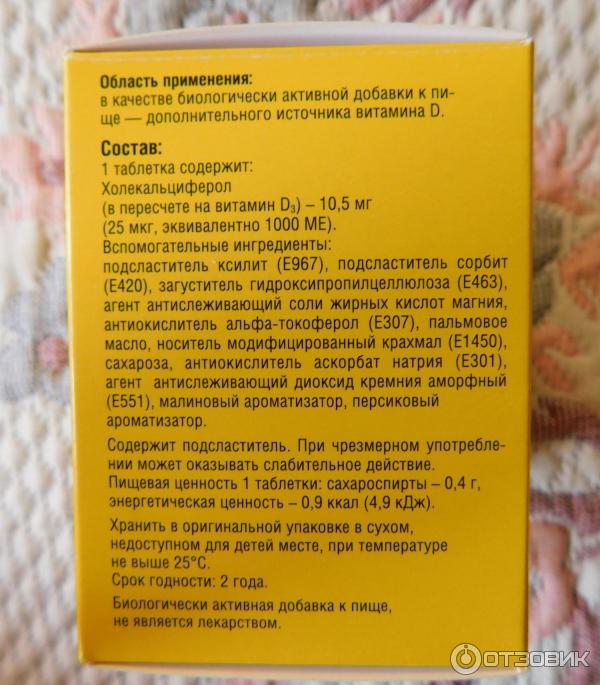 Область применения:
в качестве биологически активной добавки к пи-
ще — дополнительного источника витамина D.
Состав:
1 таблетка содержит:
Холекальциферол
(в пересчете на витамин D₃) – 10,5 мг
(25 мкг, эквивалентно 1000 МЕ).
Вспомогательные ингредиенты:
подсластитель ксилит (Е967), подсластитель сорбит
(Е420), загуститель гидроксипропилцеллюлоза (Е463),
агент антислеживающий соли жирных кислот магния,
антиокислитель альфа-токоферол (Е307), пальмовое
масло, носитель модифицированный крахмал (Е1450),
сахароза, антиокислитель аскорбат натрия (Е301),
агент антислеживающий диоксид кремния аморфный
(Е551), малиновый ароматизатор, персиковый
ароматизатор.
Содержит подсластитель. При чрезмерном употребле-
нии может оказывать слабительное действие.
Пищевая ценность 1 таблетки: сахароспирты – 0,4 г,
энергетическая ценность – 0,9 ккал (4,9 кДж).
Хранить в оригинальной упаковке в сухом,
недоступном для детей месте, при температуре
не выше 25°С.
Срок годности: 2 года.
Биологически активная добавка к пище,
не является лекарством.
ОТЗОВИК